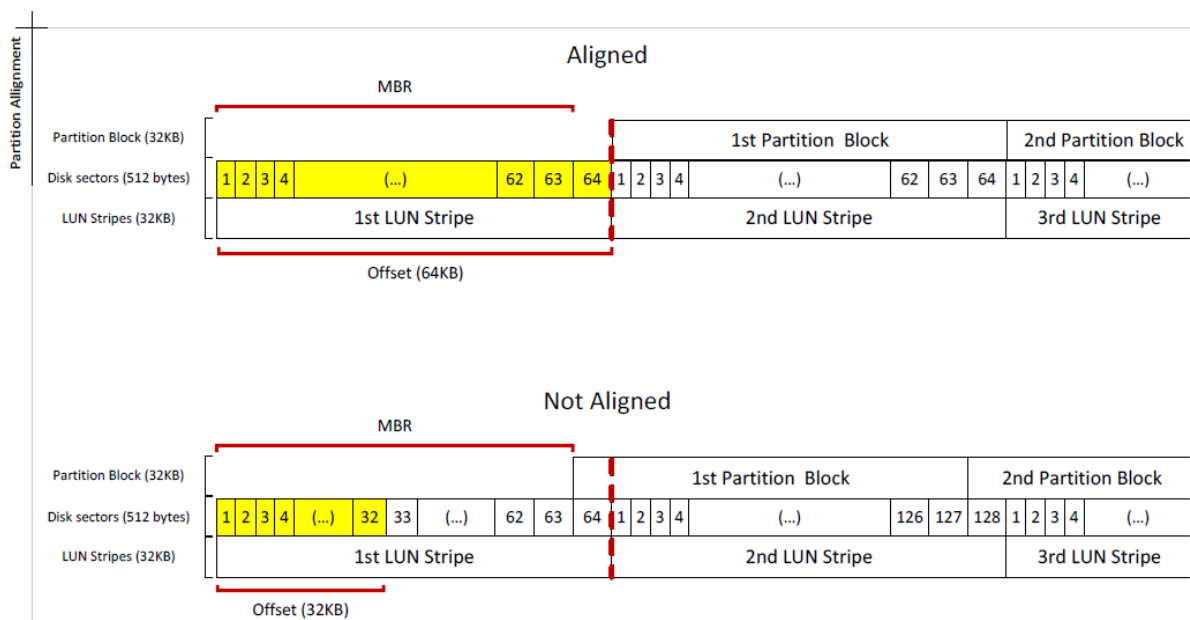 Partition Allignment
Aligned
MBR
Partition Block (32KB)
1st Partition Block
2nd Partition Block
Disk sectors (512 bytes)
1 2 3 4 (...) 62 63 64 1 2 3 4 (...) 62 63 64 1 2 3 4 (...)
LUN Stripes (32KB)
1st LUN Stripe
2nd LUN Stripe
3rd LUN Stripe
Offset (64KB)
Not Aligned
MBR
Partition Block (32KB)
1st Partition Block
2nd Partition Block
Disk sectors (512 bytes)
1 2 3 4 (...) 32 33 (...) 62 63 64 1 2 3 4 (...) 126 127 128 1 2 3 4 (...)
LUN Stripes (32KB)
1st LUN Stripe
2nd LUN Stripe
3rd LUN Stripe
Offset (32KB)